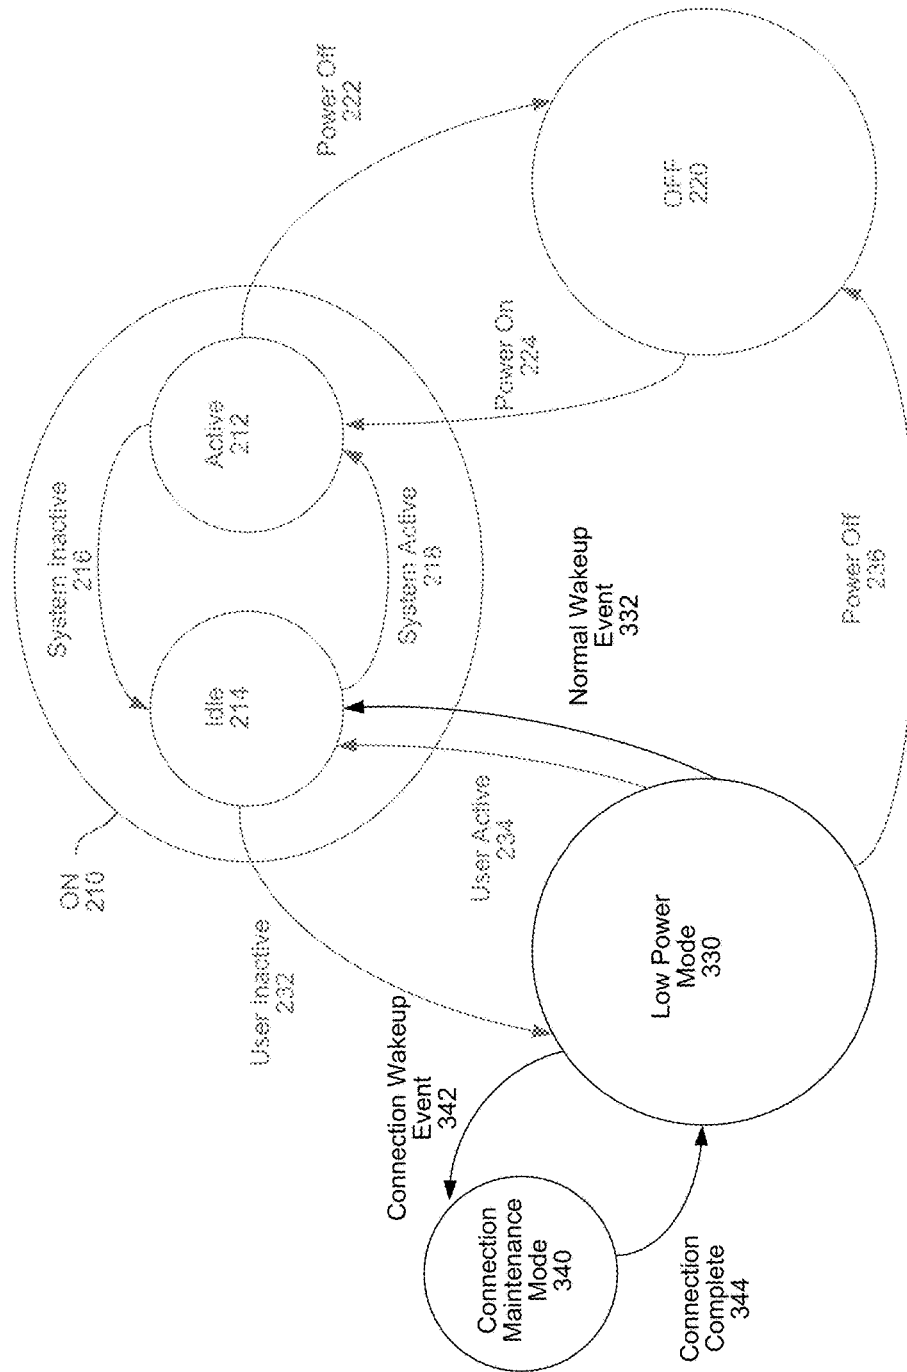 ON
210
System Inactive
216
Idle
214
Active
212
System Active
218
Power Off
222
User Inactive
232
User Active
234
Power On
224
OFF
220
Connection Wakeup
Event
342
Normal Wakeup
Event
332
Connection
Maintenance
Mode
340
Low Power
Mode
330
Connection
Complete
344
Power Off
236